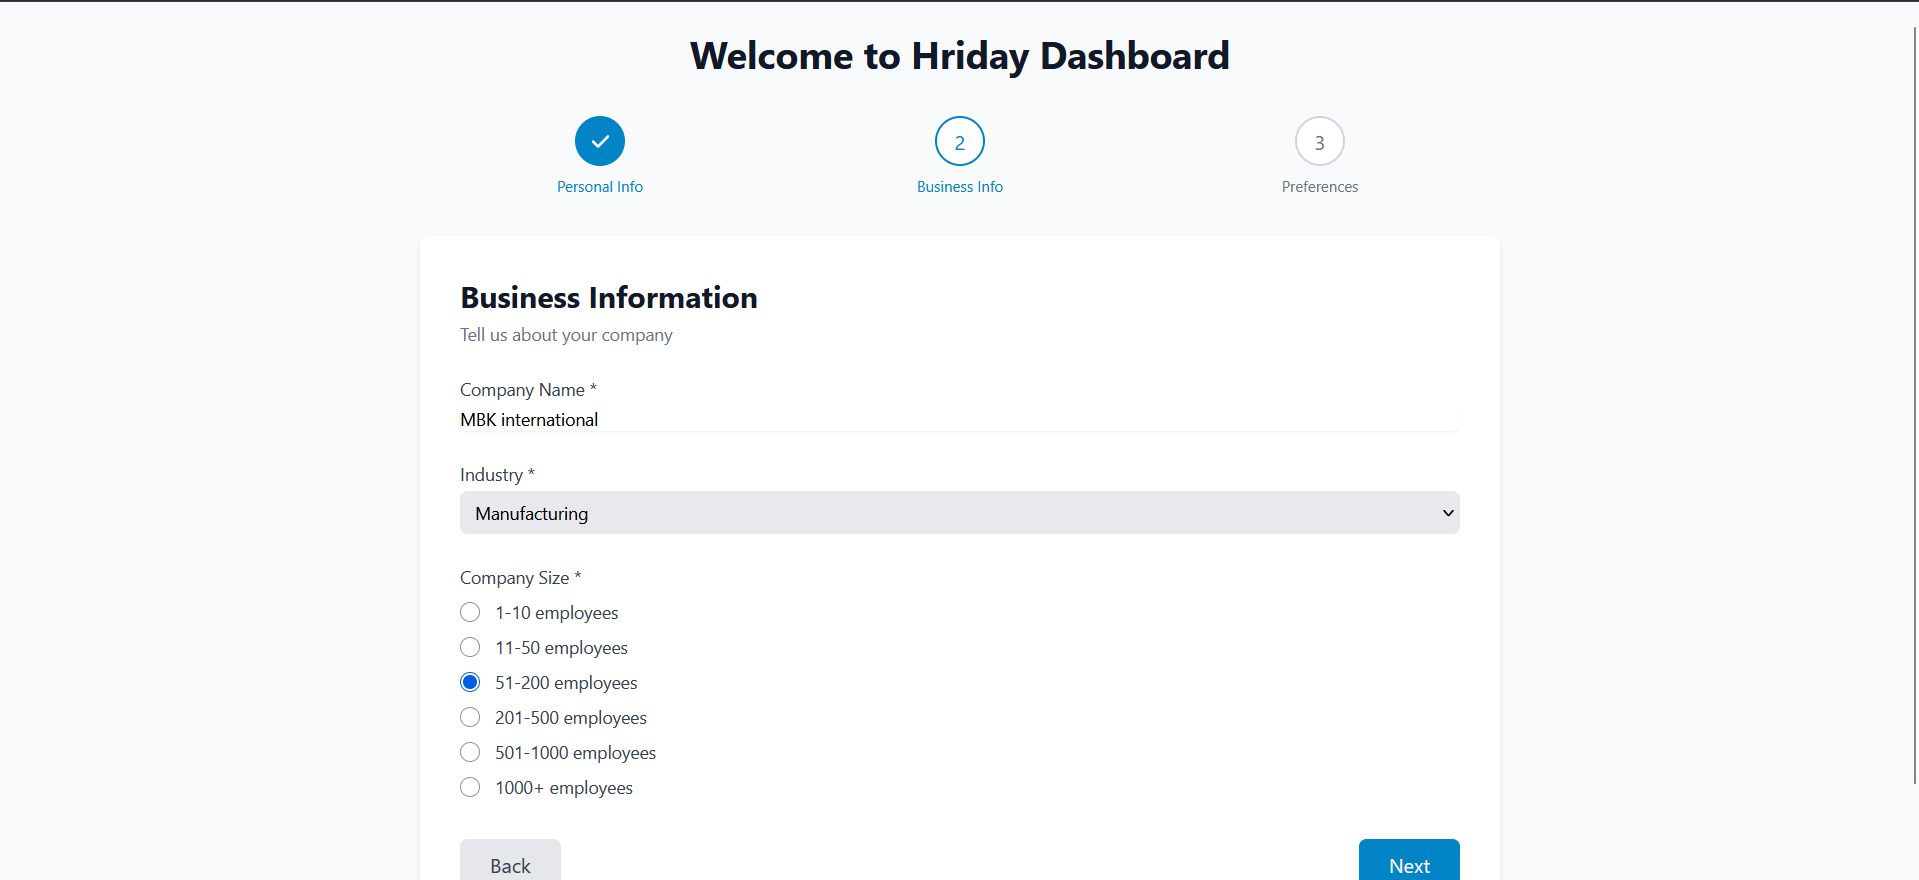 Welcome to Hriday Dashboard
2
3
Personal Info
Business Info
Preferences
Business Information
Tell us about your company
Company Name *
MBK international
Industry *
Manufacturing
Company Size *
1-10 employees
11-50 employees
51-200 employees
201-500 employees
501-1000 employees
1000+ employees
Back
Next